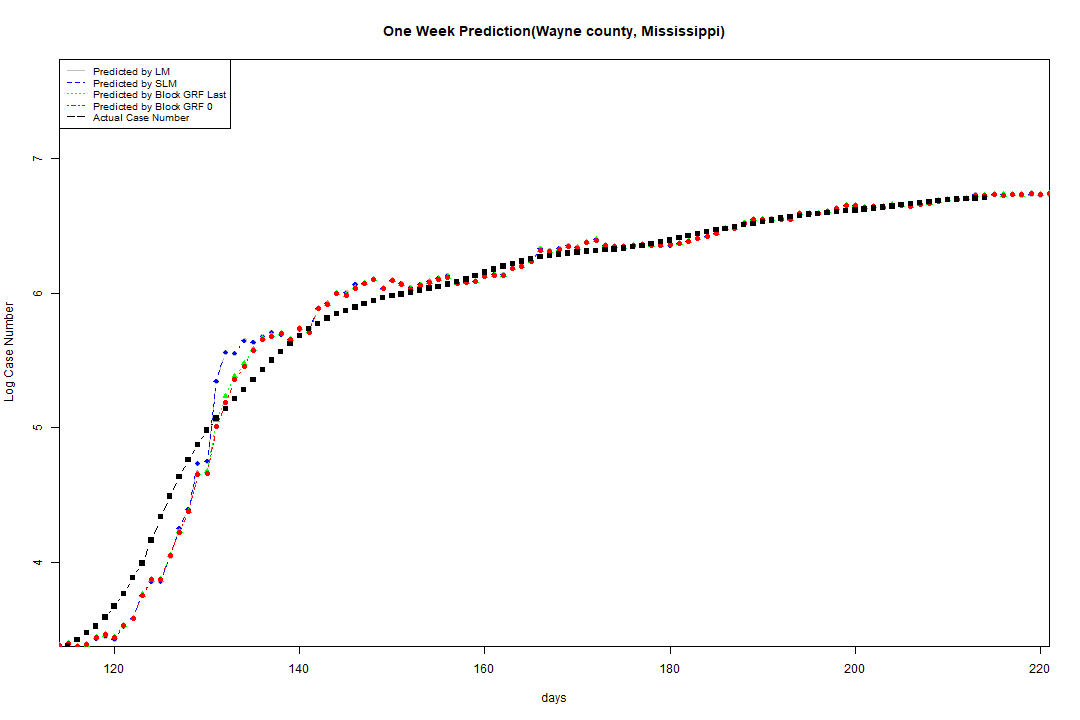 One Week Prediction(Wayne county, Mississippi)
Predicted by LM
Predicted by SLM
Predicted by Block GRF Last
Predicted by Block GRF 0
Actual Case Number
7
6
5
4
Log Case Number
120 140 160 180 200 220
days